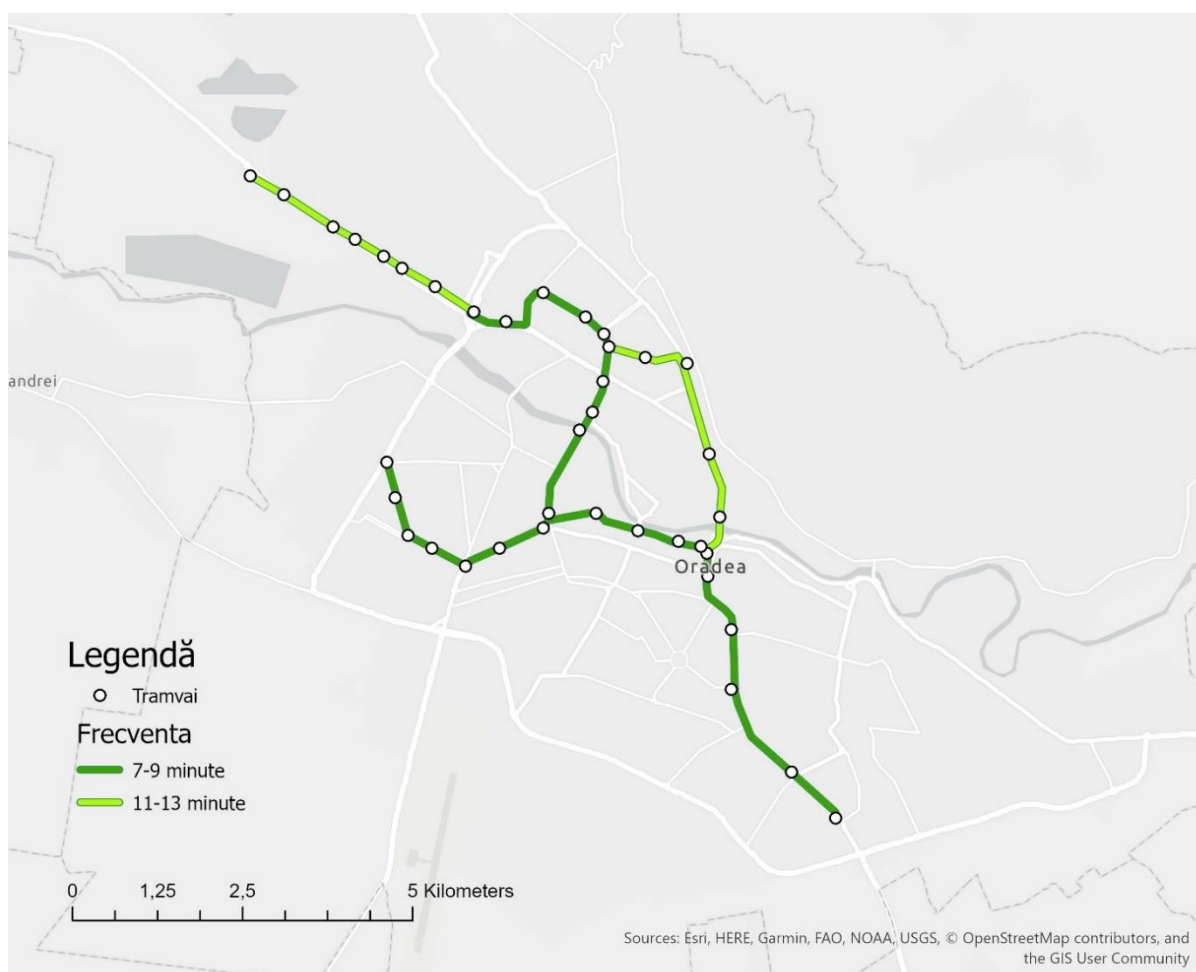 andrei
Oradea
Legendă
Tramvai
Frecventa
7-9 minute
11-13 minute
0 1,25 2,5 5 Kilometers
Sources: Esri, HERE, Garmin, FAO, NOAA, USGS, © OpenStreetMap contributors, and
the GIS User Community